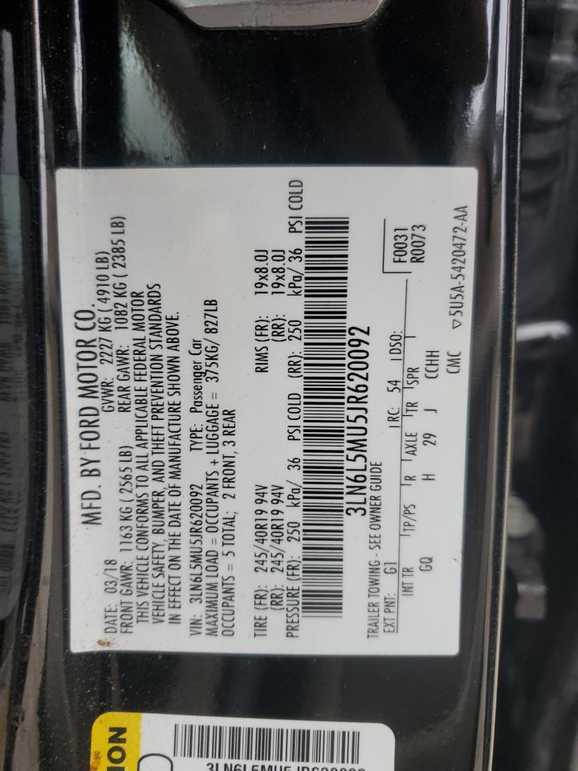 MFD. BY FORD MOTOR CO.
DATE: 03/18 GVWR: 2227 KG ( 4910 LB)
FRONT GAWR: 1163 KG ( 2565 LB) REAR GAWR: 1082 KG ( 2385 LB)
THIS VEHICLE CONFORMS TO ALL APPLICABLE FEDERAL MOTOR
VEHICLE SAFETY, BUMPER, AND THEFT PREVENTION STANDARDS
IN EFFECT ON THE DATE OF MANUFACTURE SHOWN ABOVE.
VIN: 3LN6L5MU5JR620092 TYPE: Passenger Car
MAXIMUM LOAD = OCCUPANTS + LUGGAGE = 375KG/ 827LB
OCCUPANTS = 5 TOTAL; 2 FRONT, 3 REAR
TIRE (FR): 245/40R19 94V RIMS (FR): 19x8.0J
(RR): 245/40R19 94V (RR): 19x8.0J
PRESSURE (FR): 250 kPa/ 36 PSI COLD (RR): 250 kPa/ 36 PSI COLD
3LN6L5MU5JR620092
TRAILER TOWING - SEE OWNER GUIDE
EXT PNT: G1 RC: 54 DSO: F0031
R0073
INT TR TP/PS R AXLE TR SPR
GQ H 29 J CCHH
CMC ▽5U5A-5420472-AA
ION
3LN6L5MU5JR620092